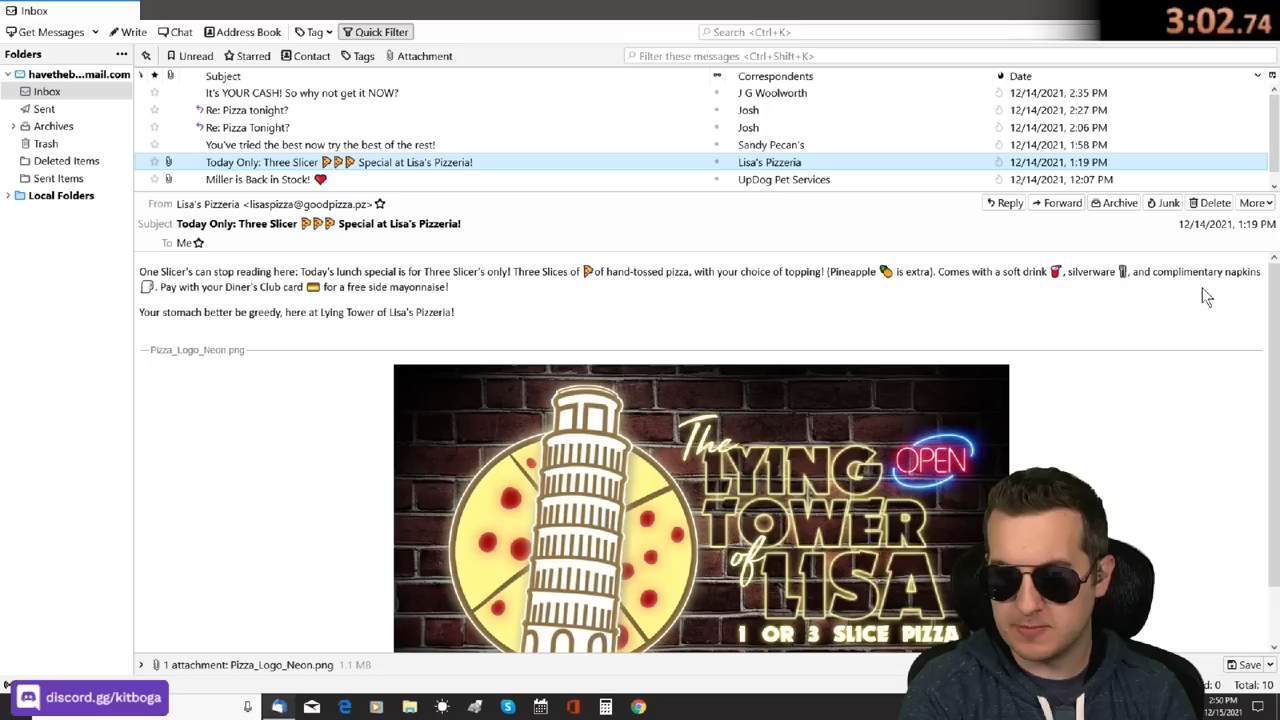 Inbox
3:02.74
Get Messages Write Chat Address Book Tag Quick Filter Search <Ctrl+K>
Folders ••• Unread Starred Contact Tags Attachment Filter these messages <Ctrl+Shift+K>
havetheb...mail.com Subject Correspondents Date
Inbox It's YOUR CASH! So why not get it NOW? J G Woolworth 12/14/2021, 2:35 PM
Sent Re: Pizza tonight? Josh 12/14/2021, 2:27 PM
Archives Re: Pizza Tonight? Josh 12/14/2021, 2:06 PM
Trash You've tried the best now try the best of the rest! Sandy Pecan's 12/14/2021, 1:58 PM
Deleted Items Today Only: Three Slicer 🍕🍕🍕 Special at Lisa's Pizzeria! Lisa's Pizzeria 12/14/2021, 1:19 PM
Sent Items Miller is Back in Stock! ❤ UpDog Pet Services 12/14/2021, 12:07 PM
Local Folders
From Lisa's Pizzeria <lisaspizza@goodpizza.pz> Reply Forward Archive Junk Delete More
Subject Today Only: Three Slicer 🍕🍕🍕 Special at Lisa's Pizzeria! 12/14/2021, 1:19 PM
To Me
One Slicer's can stop reading here: Today's lunch special is for Three Slicer's only! Three Slices of 🍕of hand-tossed pizza, with your choice of topping! (Pineapple 🍍 is extra). Comes with a soft drink 🥤, silverware 🍴, and complimentary napkins
🧻. Pay with your Diner's Club card 💳 for a free side mayonnaise!
Your stomach better be greedy, here at Lying Tower of Lisa's Pizzeria!
Pizza_Logo_Neon.png
The
LYING
OPEN
TOWER
of
LISA
1 OR 3 SLICE PIZZA
1 attachment: Pizza_Logo_Neon.png 1.1 MB Save
d: 0 Total: 10
discord.gg/kitboga
2:50 PM
12/15/2021